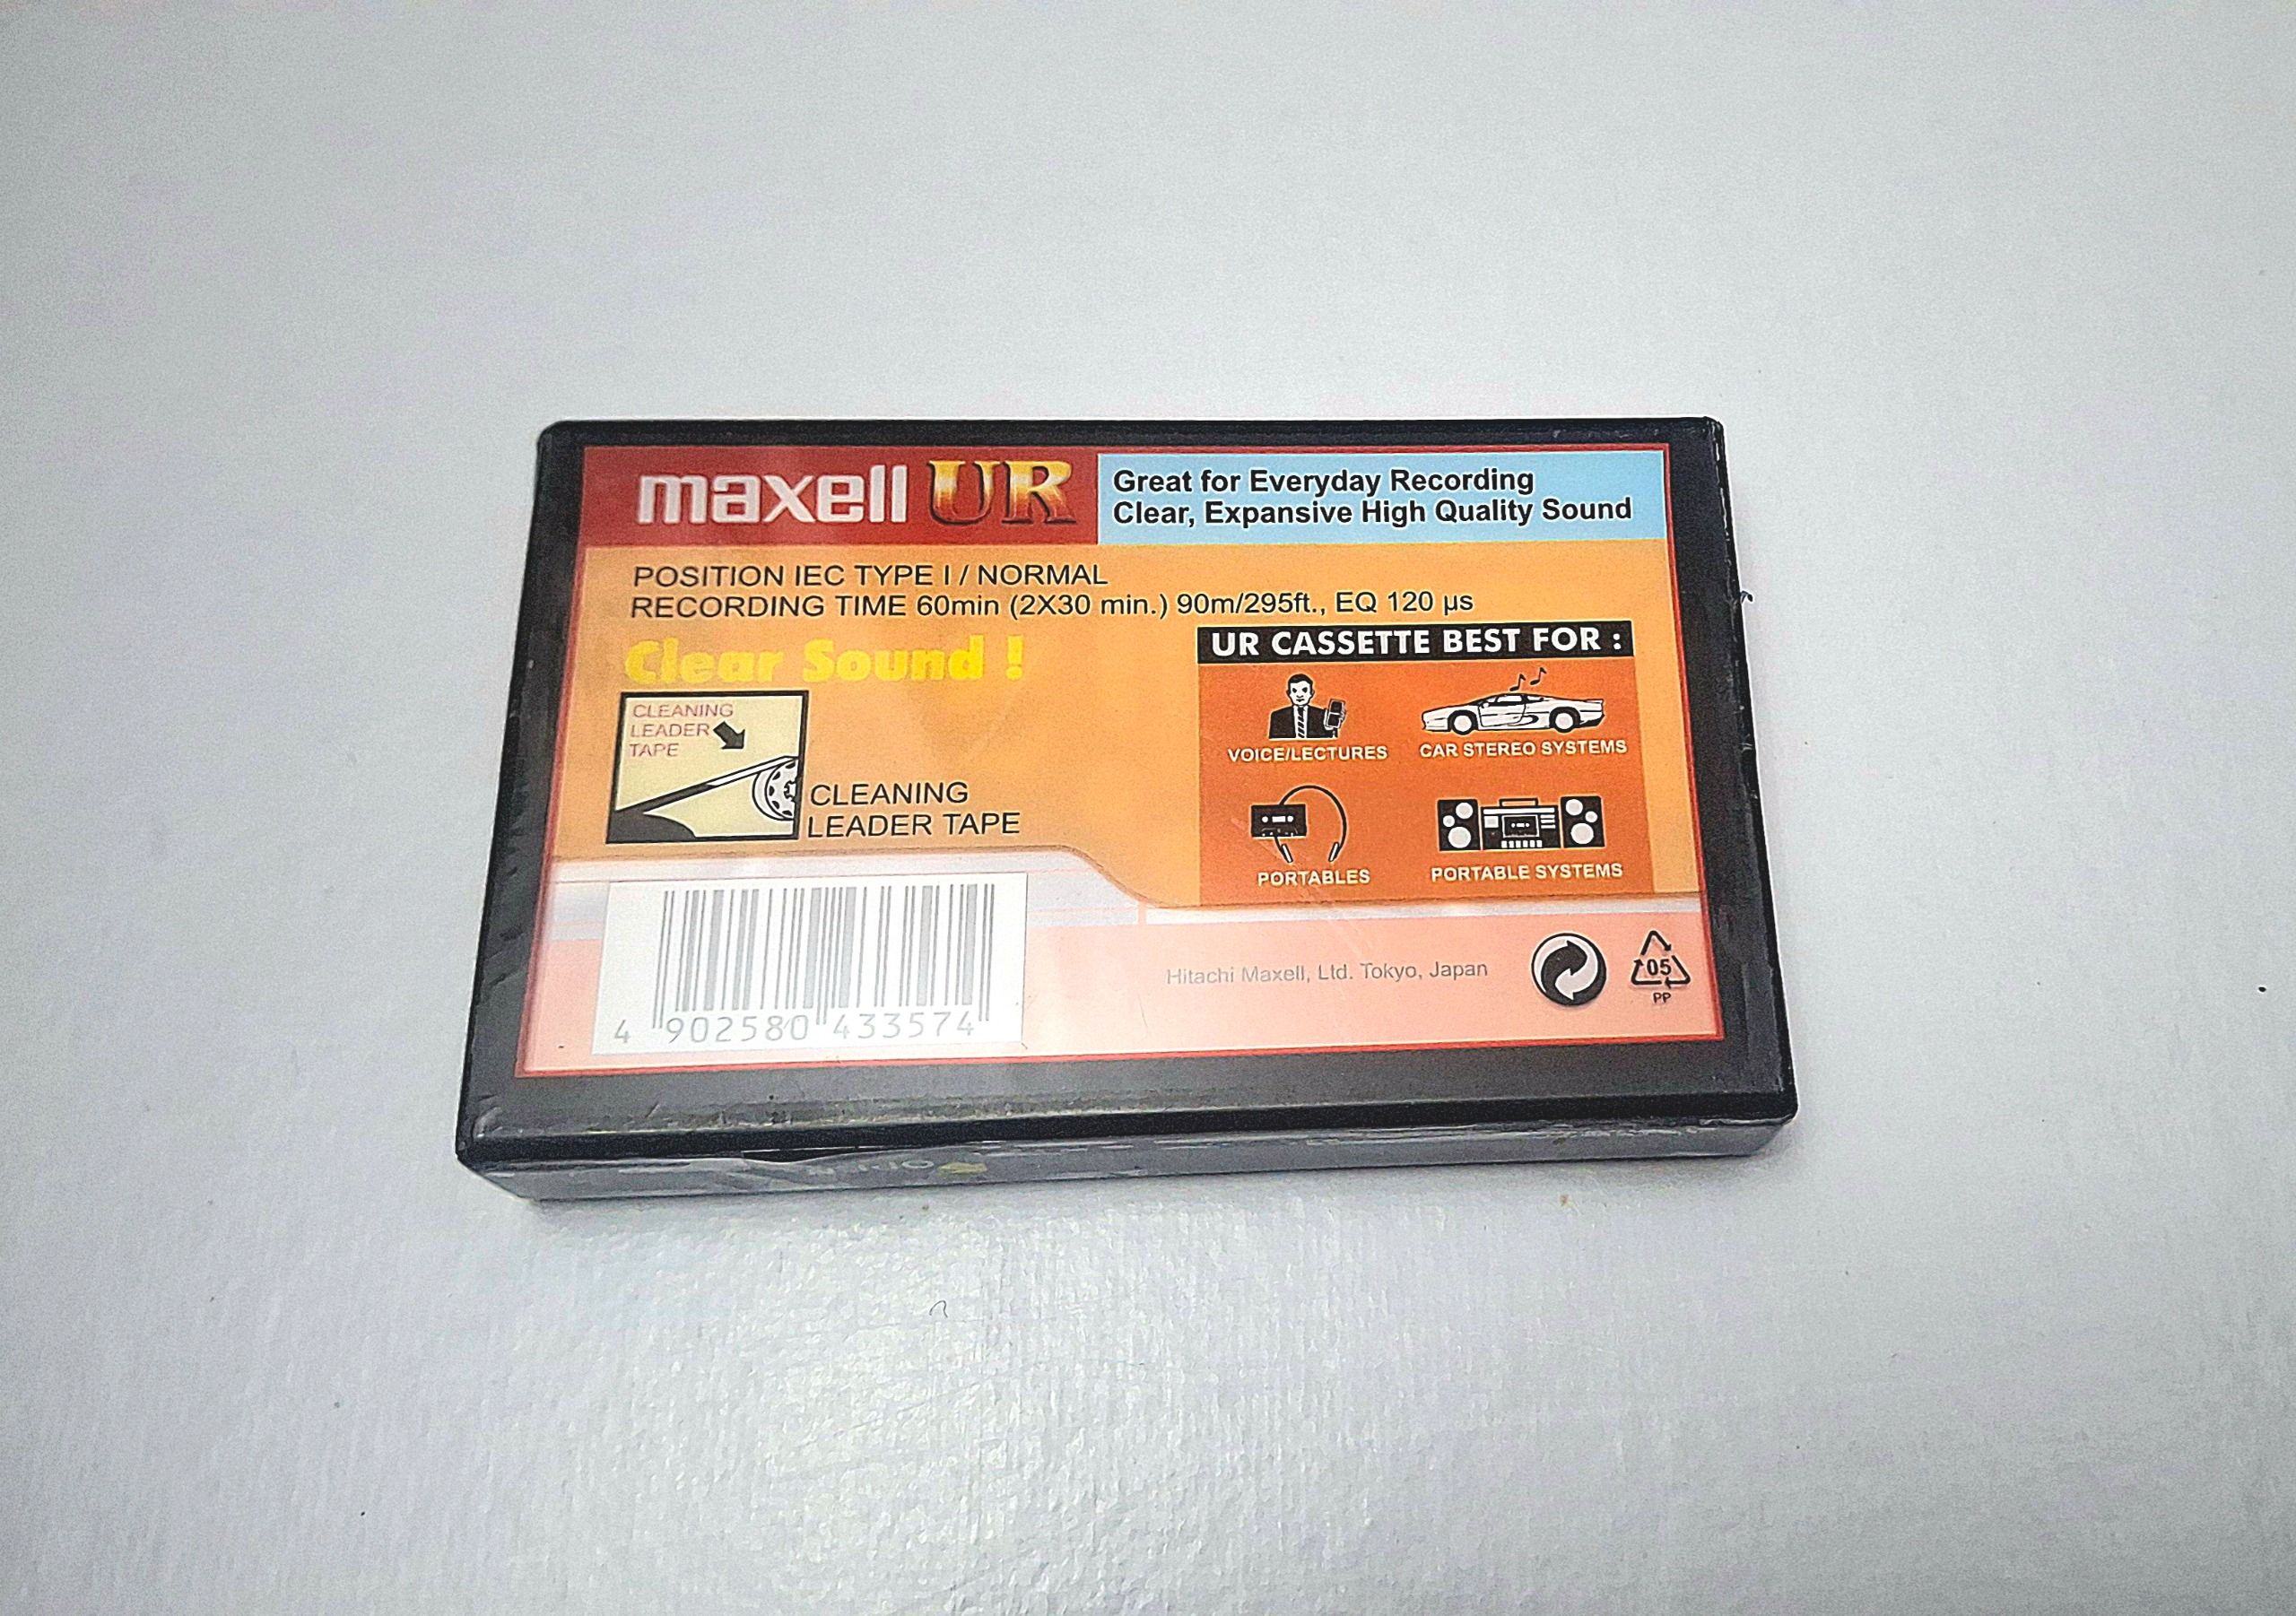 maxell UR
Great for Everyday Recording
Clear, Expansive High Quality Sound
POSITION IEC TYPE I / NORMAL
RECORDING TIME 60min (2X30 min.) 90m/295ft., EQ 120 µs
Clear Sound !
CLEANING
LEADER
TAPE
CLEANING
LEADER TAPE
UR CASSETTE BEST FOR :
VOICE/LECTURES
CAR STEREO SYSTEMS
PORTABLES
PORTABLE SYSTEMS
4 902580 433574
Hitachi Maxell, Ltd. Tokyo, Japan
05
PP